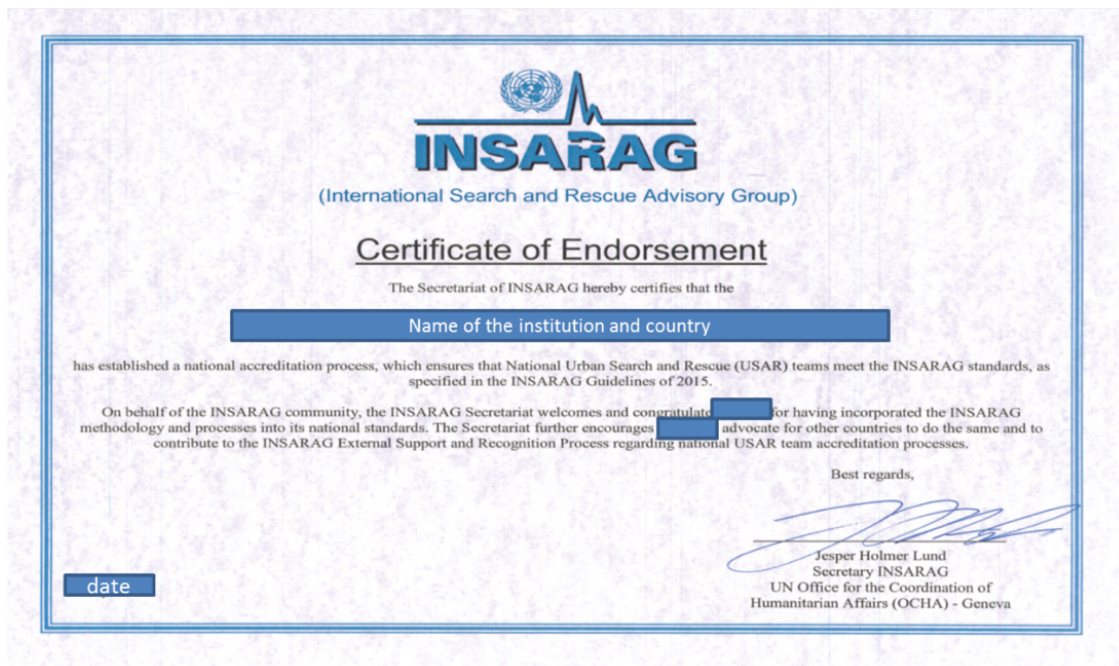 INSARAG
(International Search and Rescue Advisory Group)
Certificate of Endorsement
The Secretariat of INSARAG hereby certifies that the
Name of the institution and country
has established a national accreditation process, which ensures that National Urban Search and Rescue (USAR) teams meet the INSARAG standards, as
specified in the INSARAG Guidelines of 2015.
On behalf of the INSARAG community, the INSARAG Secretariat welcomes and congratulate for having incorporated the INSARAG
methodology and processes into its national standards. The Secretariat further encourages advocate for other countries to do the same and to
contribute to the INSARAG External Support and Recognition Process regarding national USAR team accreditation processes.
Best regards,
Jesper Holmer Lund
Secretary INSARAG
UN Office for the Coordination of
Humanitarian Affairs (OCHA) - Geneva
date